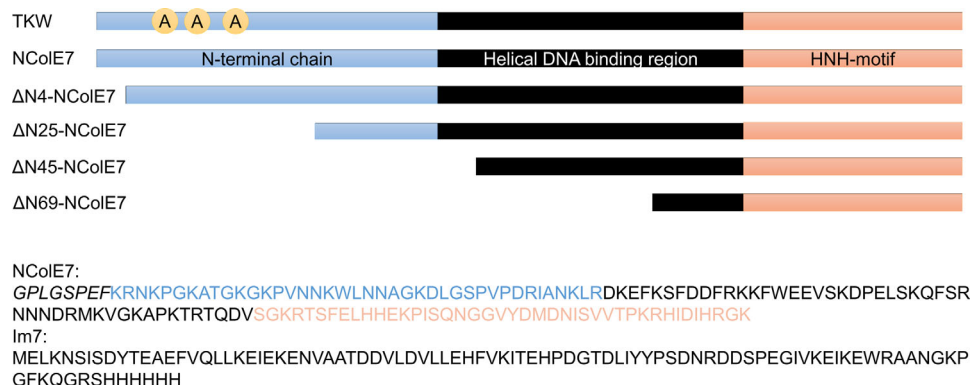 TKW A A A
NColE7 N-terminal chain Helical DNA binding region HNH-motif
ΔN4-NColE7
ΔN25-NColE7
ΔN45-NColE7
ΔN69-NColE7
NColE7:
GPLGSPEFKRNKPGKATGKGKPVNNKWLNNAGKDLGSPVPDRIANKLRDKEFKSFDDFRKKFWEEVSKDPELSKQFSR
NNNDRMKVGKAPKTRTQDVSGKRTSFELHHEKPISQNGGVYDMDNISVVTPKRHIDIHRGK
Im7:
MELKNSISDYTEAEFVQLLKEIEKENVAATDDVLDVLLEHFVKITEHPDGTDLIYYPSDNRDDSPEGIVKEIKEWRAANGKP
GFKQGRSHHHHHH